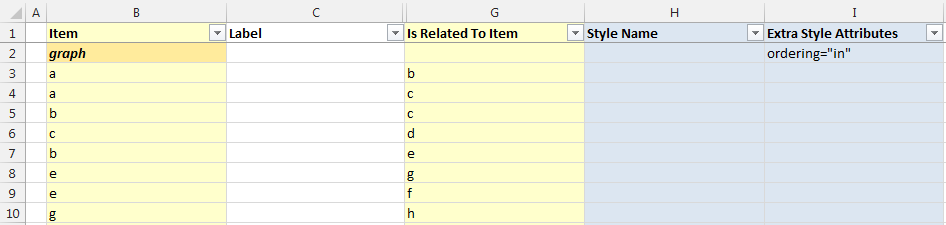 A B C G H I
1 Item Label Is Related To Item Style Name Extra Style Attributes
2 graph ordering="in"
3 a b
4 a c
5 b c
6 c d
7 b e
8 e g
9 e f
10 g h